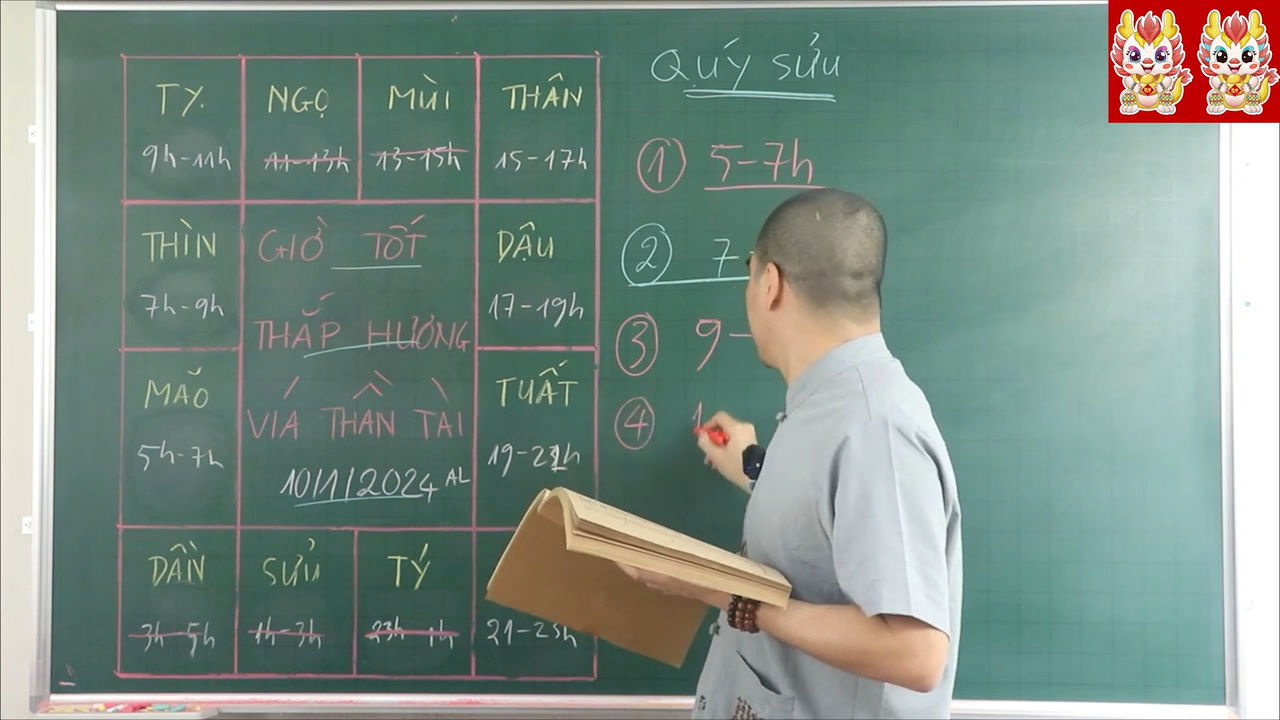 TỴ NGỌ MÙI THÂN
9h-11h 11-13h 13-15h 15-17h
THÌN
7h-9h
GIỜ TỐT
THẮP HƯƠNG
VÍA THẦN TÀI
10/1/2024 AL
DẬU
17-19h
MÃO
5h-7h
TUẤT
19-21h
DẦN SỬU TÝ
3h-5h 1h-3h 23h 1h 21-23h
QUÝ SỬU
① 5-7h
② 7-
③ 9-
④ 1